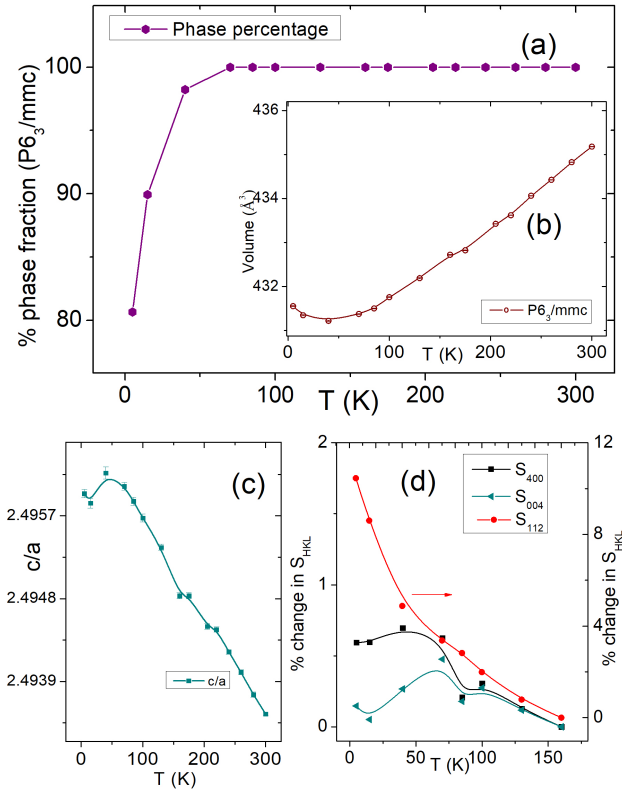 Phase percentage
(a)
% phase fraction (P6₃/mmc)
100
90
80
0
100
200
300
T (K)
(b)
Volume (Å³)
436
434
432
P6₃/mmc
0
100
200
300
T (K)
(c)
c/a
2.4957
2.4948
2.4939
c/a
0
100
200
300
T (K)
(d)
% change in S_HKL
2
1
0
S₄₀₀
S₀₀₄
S₁₁₂
12
8
4
0
% change in S_HKL
0
50
100
150
T (K)